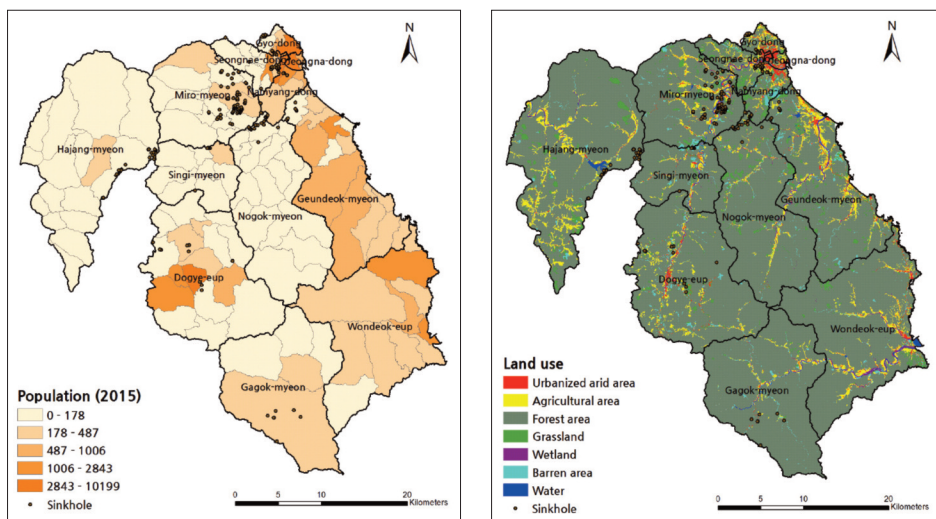 N
Gyo-dong
Seongnae-dong
Jeongna-dong
Miro-myeon
Namyang-dong
Hajang-myeon
Singi-myeon
Geundeok-myeon
Nogok-myeon
Dogye-eup
Wondeok-eup
Gagok-myeon
Population (2015)
0 - 178
178 - 487
487 - 1006
1006 - 2843
2843 - 10199
Sinkhole
0 5 10 20
Kilometers
N
Gyo-dong
Seongnae-dong
Jeongna-dong
Miro-myeon
Namyang-dong
Hajang-myeon
Singi-myeon
Geundeok-myeon
Nogok-myeon
Dogye-eup
Wondeok-eup
Gagok-myeon
Land use
Urbanized arid area
Agricultural area
Forest area
Grassland
Wetland
Barren area
Water
Sinkhole
0 5 10 20
Kilometers